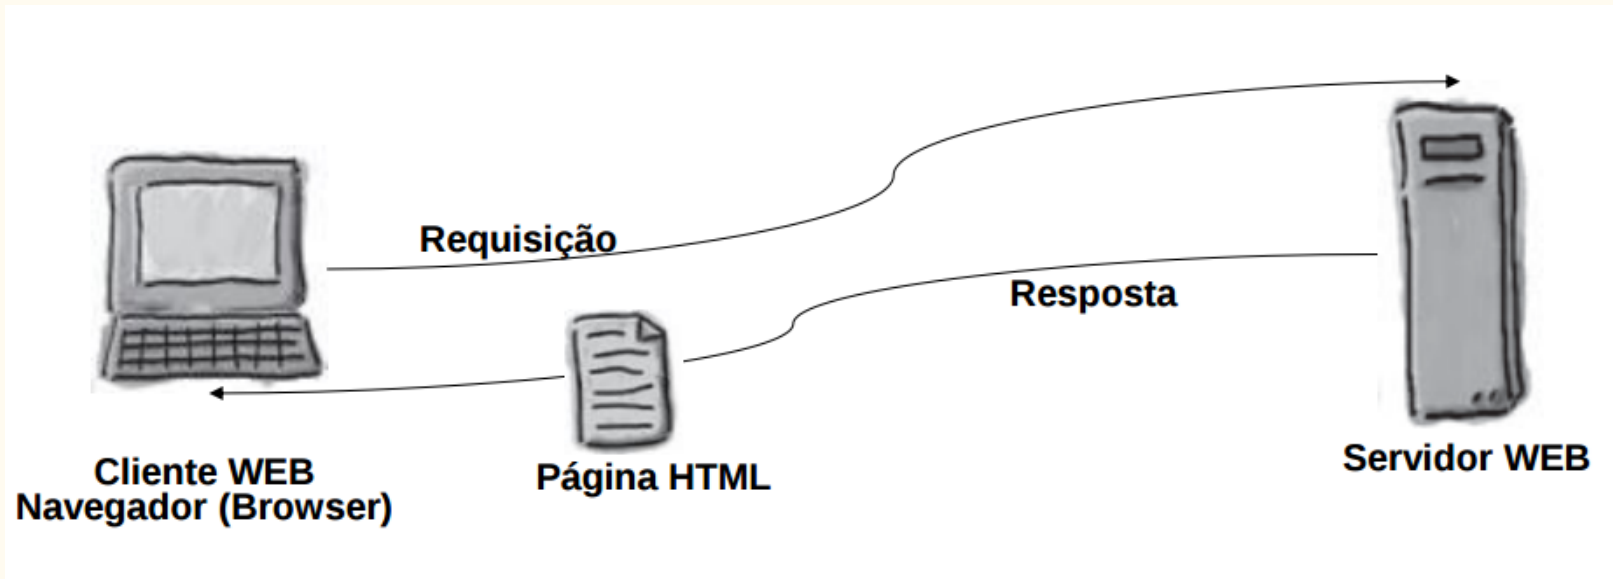 Requisição
Resposta
Cliente WEB
Navegador (Browser)
Página HTML
Servidor WEB